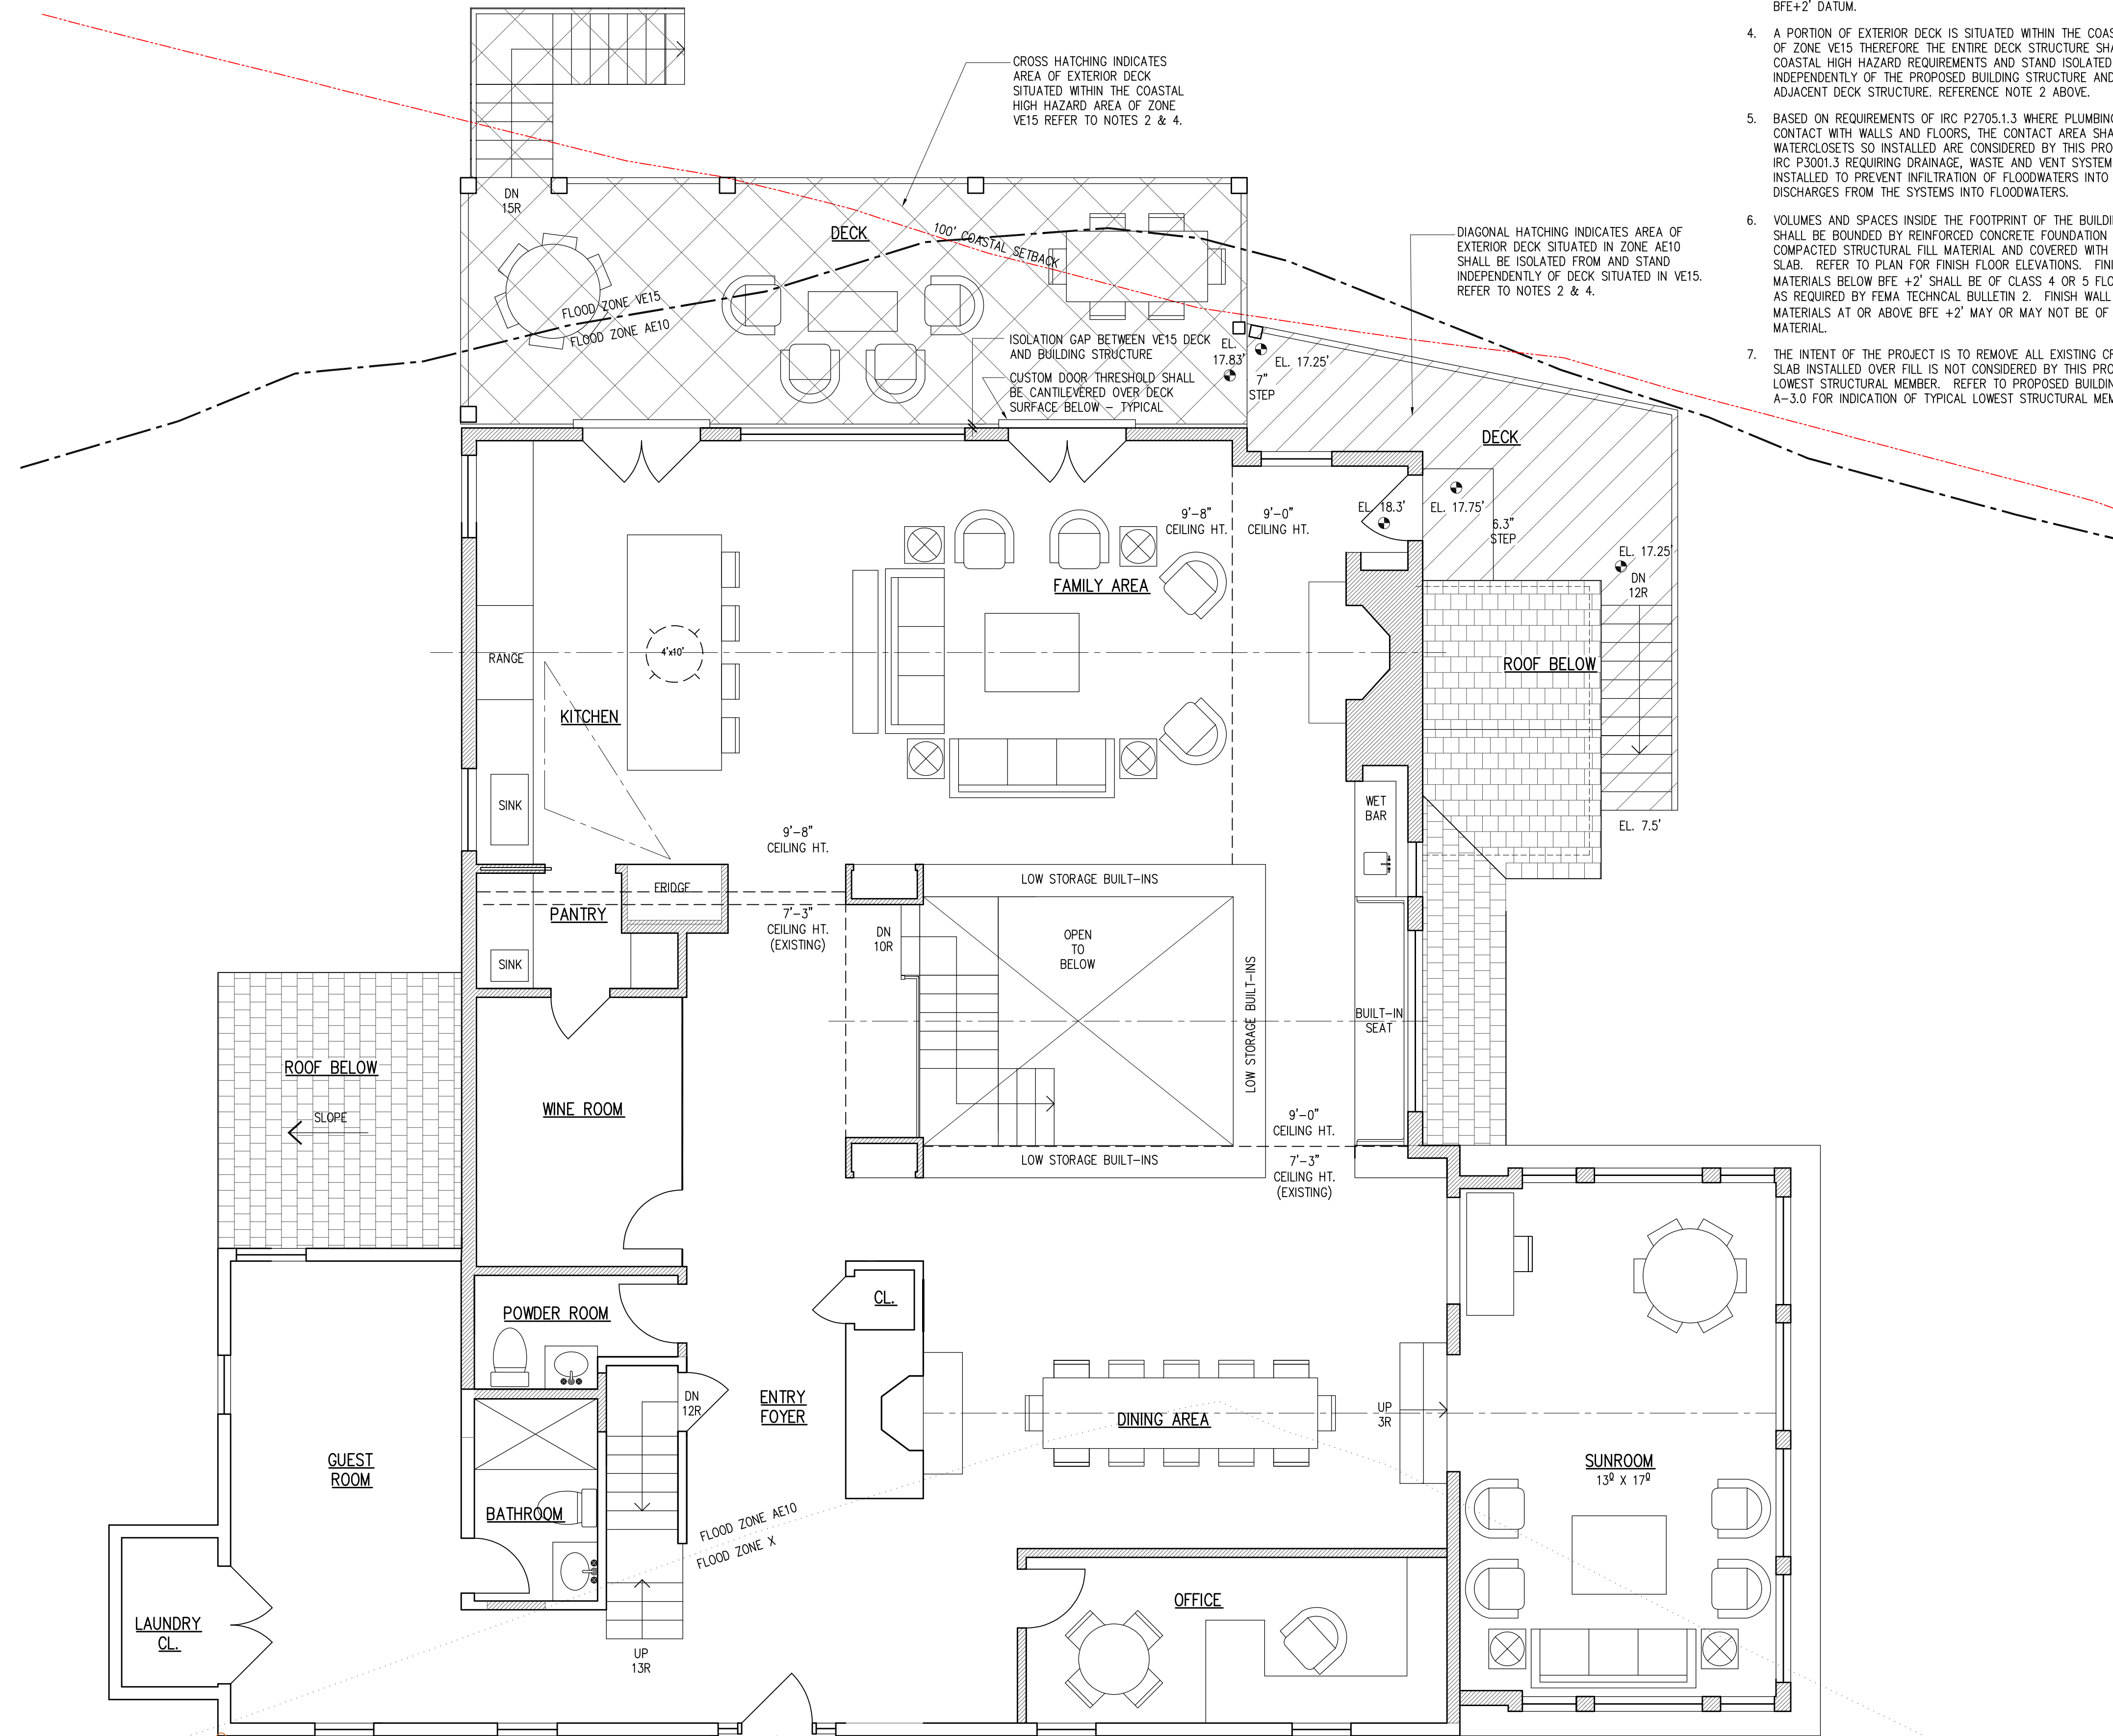 BFE+2' DATUM.
4. A PORTION OF EXTERIOR DECK IS SITUATED WITHIN THE COAS
OF ZONE VE15 THEREFORE THE ENTIRE DECK STRUCTURE SHA
COASTAL HIGH HAZARD REQUIREMENTS AND STAND ISOLATED
INDEPENDENTLY OF THE PROPOSED BUILDING STRUCTURE AND
ADJACENT DECK STRUCTURE. REFERENCE NOTE 2 ABOVE.
5. BASED ON REQUIREMENTS OF IRC P2705.1.3 WHERE PLUMBING
CONTACT WITH WALLS AND FLOORS, THE CONTACT AREA SHA
WATERCLOSETS SO INSTALLED ARE CONSIDERED BY THIS PRO
IRC P3001.3 REQUIRING DRAINAGE, WASTE AND VENT SYSTEM
INSTALLED TO PREVENT INFILTRATION OF FLOODWATERS INTO
DISCHARGES FROM THE SYSTEMS INTO FLOODWATERS.
6. VOLUMES AND SPACES INSIDE THE FOOTPRINT OF THE BUILDI
SHALL BE BOUNDED BY REINFORCED CONCRETE FOUNDATION
COMPACTED STRUCTURAL FILL MATERIAL AND COVERED WITH
SLAB. REFER TO PLAN FOR FINISH FLOOR ELEVATIONS. FINI
MATERIALS BELOW BFE +2' SHALL BE OF CLASS 4 OR 5 FLO
AS REQUIRED BY FEMA TECHNCAL BULLETIN 2. FINISH WALL
MATERIALS AT OR ABOVE BFE +2' MAY OR MAY NOT BE OF
MATERIAL.
7. THE INTENT OF THE PROJECT IS TO REMOVE ALL EXISTING CR
SLAB INSTALLED OVER FILL IS NOT CONSIDERED BY THIS PRO
LOWEST STRUCTURAL MEMBER. REFER TO PROPOSED BUILDIN
A-3.0 FOR INDICATION OF TYPICAL LOWEST STRUCTURAL MEM
CROSS HATCHING INDICATES
AREA OF EXTERIOR DECK
SITUATED WITHIN THE COASTAL
HIGH HAZARD AREA OF ZONE
VE15 REFER TO NOTES 2 & 4.
DN
15R
DECK
100' COASTAL SETBACK
DIAGONAL HATCHING INDICATES AREA OF
EXTERIOR DECK SITUATED IN ZONE AE10
SHALL BE ISOLATED FROM AND STAND
INDEPENDENTLY OF DECK SITUATED IN VE15.
REFER TO NOTES 2 & 4.
FLOOD ZONE VE15
FLOOD ZONE AE10
ISOLATION GAP BETWEEN VE15 DECK
AND BUILDING STRUCTURE
CUSTOM DOOR THRESHOLD SHALL
BE CANTILEVERED OVER DECK
SURFACE BELOW - TYPICAL
EL.
17.83'
EL. 17.25'
7"
STEP
DECK
9'-8"
CEILING HT.
9'-0"
CEILING HT.
EL. 18.3'
EL. 17.75'
6.3"
STEP
EL. 17.25'
DN
12R
FAMILY AREA
RANGE
4'x10'
ROOF BELOW
KITCHEN
SINK
WET
BAR
EL. 7.5'
9'-8"
CEILING HT.
FRIDGE
LOW STORAGE BUILT-INS
PANTRY
7'-3"
CEILING HT.
(EXISTING)
DN
10R
OPEN
TO
BELOW
SINK
LOW STORAGE BUILT-INS
BUILT-IN
SEAT
ROOF BELOW
SLOPE
WINE ROOM
9'-0"
CEILING HT.
LOW STORAGE BUILT-INS
7'-3"
CEILING HT.
(EXISTING)
CL.
POWDER ROOM
DN
12R
ENTRY
FOYER
DINING AREA
UP
3R
GUEST
ROOM
SUNROOM
13⁰ X 17⁰
BATHROOM
FLOOD ZONE AE10
FLOOD ZONE X
OFFICE
LAUNDRY
CL.
UP
13R